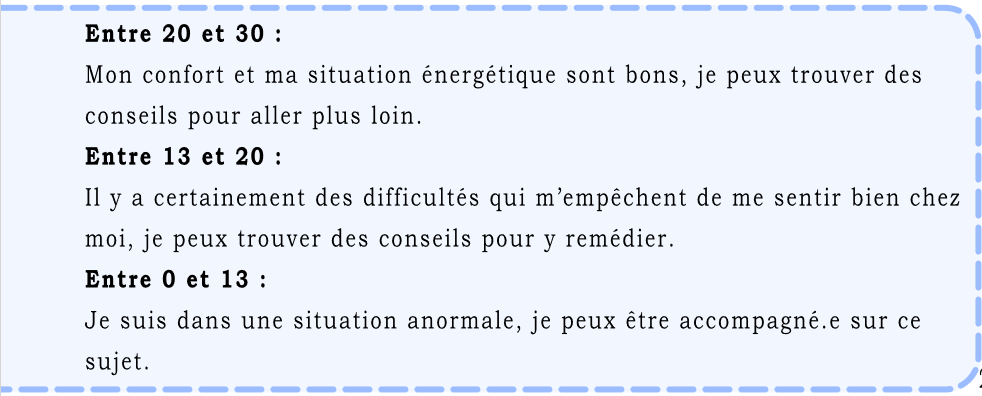 Entre 20 et 30 :
Mon confort et ma situation énergétique sont bons, je peux trouver des
conseils pour aller plus loin.
Entre 13 et 20 :
Il y a certainement des difficultés qui m’empêchent de me sentir bien chez
moi, je peux trouver des conseils pour y remédier.
Entre 0 et 13 :
Je suis dans une situation anormale, je peux être accompagné.e sur ce
sujet.